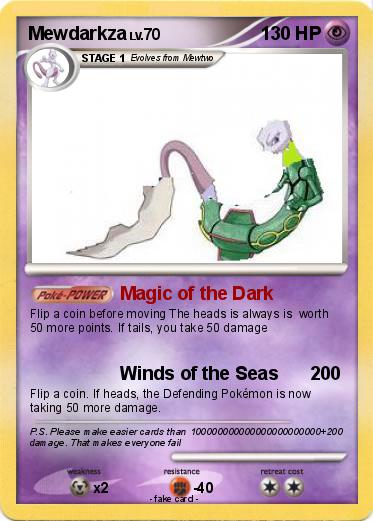 Mewdarkza LV.70 130 HP
STAGE 1 Evolves from Mewtwo
Poké-POWER Magic of the Dark
Flip a coin before moving The heads is always is worth
50 more points. If tails, you take 50 damage
Winds of the Seas 200
Flip a coin. If heads, the Defending Pokémon is now
taking 50 more damage.
P.S. Please make easier cards than 1000000000000000000000+200
damage. That makes everyone fail
weakness resistance retreat cost
x2 -40
- fake card -